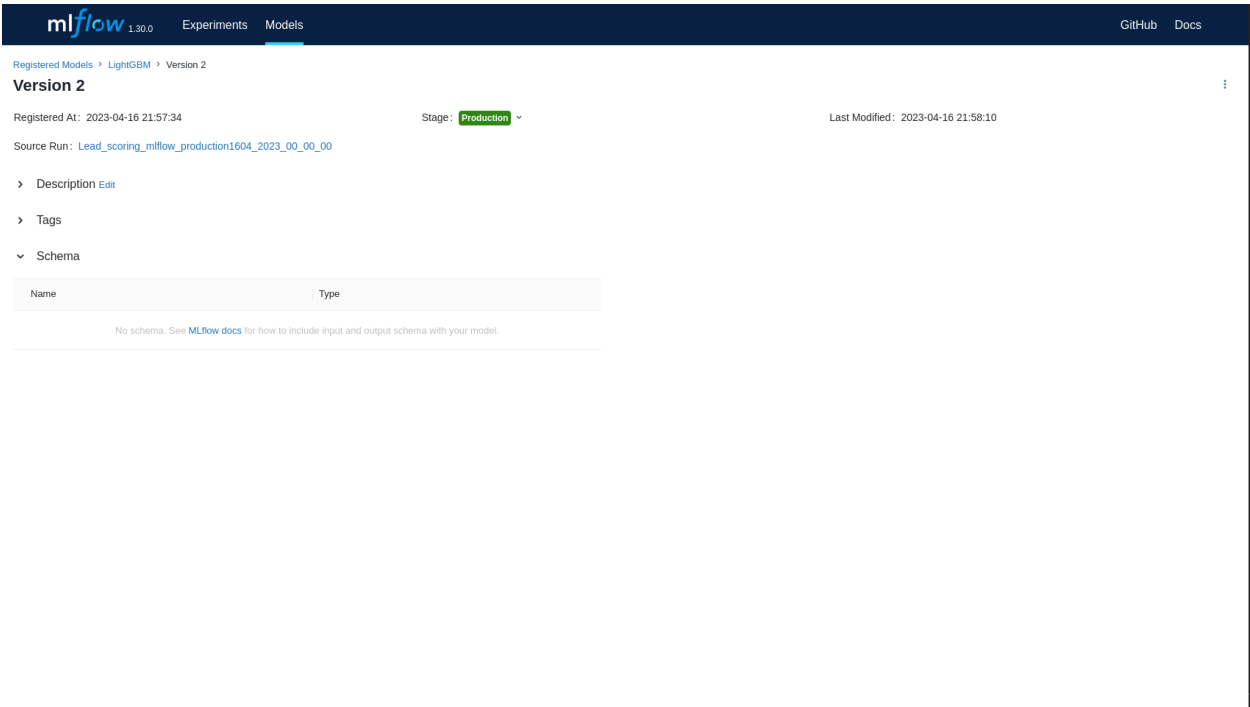 mlflow 1.30.0 Experiments Models GitHub Docs
Registered Models > LightGBM > Version 2
Version 2
Registered At: 2023-04-16 21:57:34 Stage: Production Last Modified: 2023-04-16 21:58:10
Source Run: Lead_scoring_mlflow_production1604_2023_00_00_00
Description Edit
Tags
Schema
Name Type
No schema. See MLflow docs for how to include input and output schema with your model.